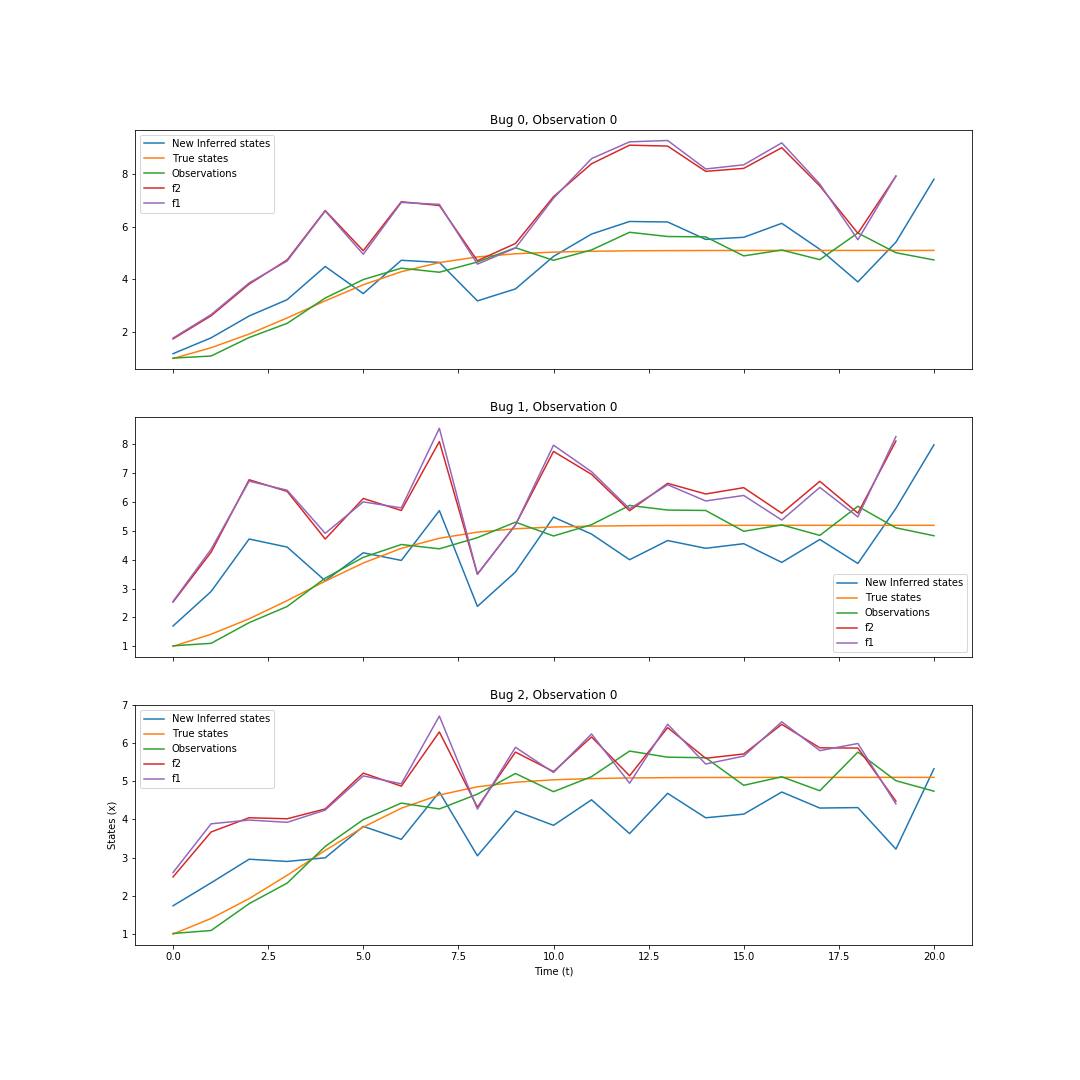 Bug 0, Observation 0
New Inferred states
True states
Observations
f2
f1
8
6
4
2
Bug 1, Observation 0
8
7
6
5
4
3
2
1
New Inferred states
True states
Observations
f2
f1
Bug 2, Observation 0
New Inferred states
True states
Observations
f2
f1
7
6
5
4
3
2
1
States (x)
0.0 2.5 5.0 7.5 10.0 12.5 15.0 17.5 20.0
Time (t)